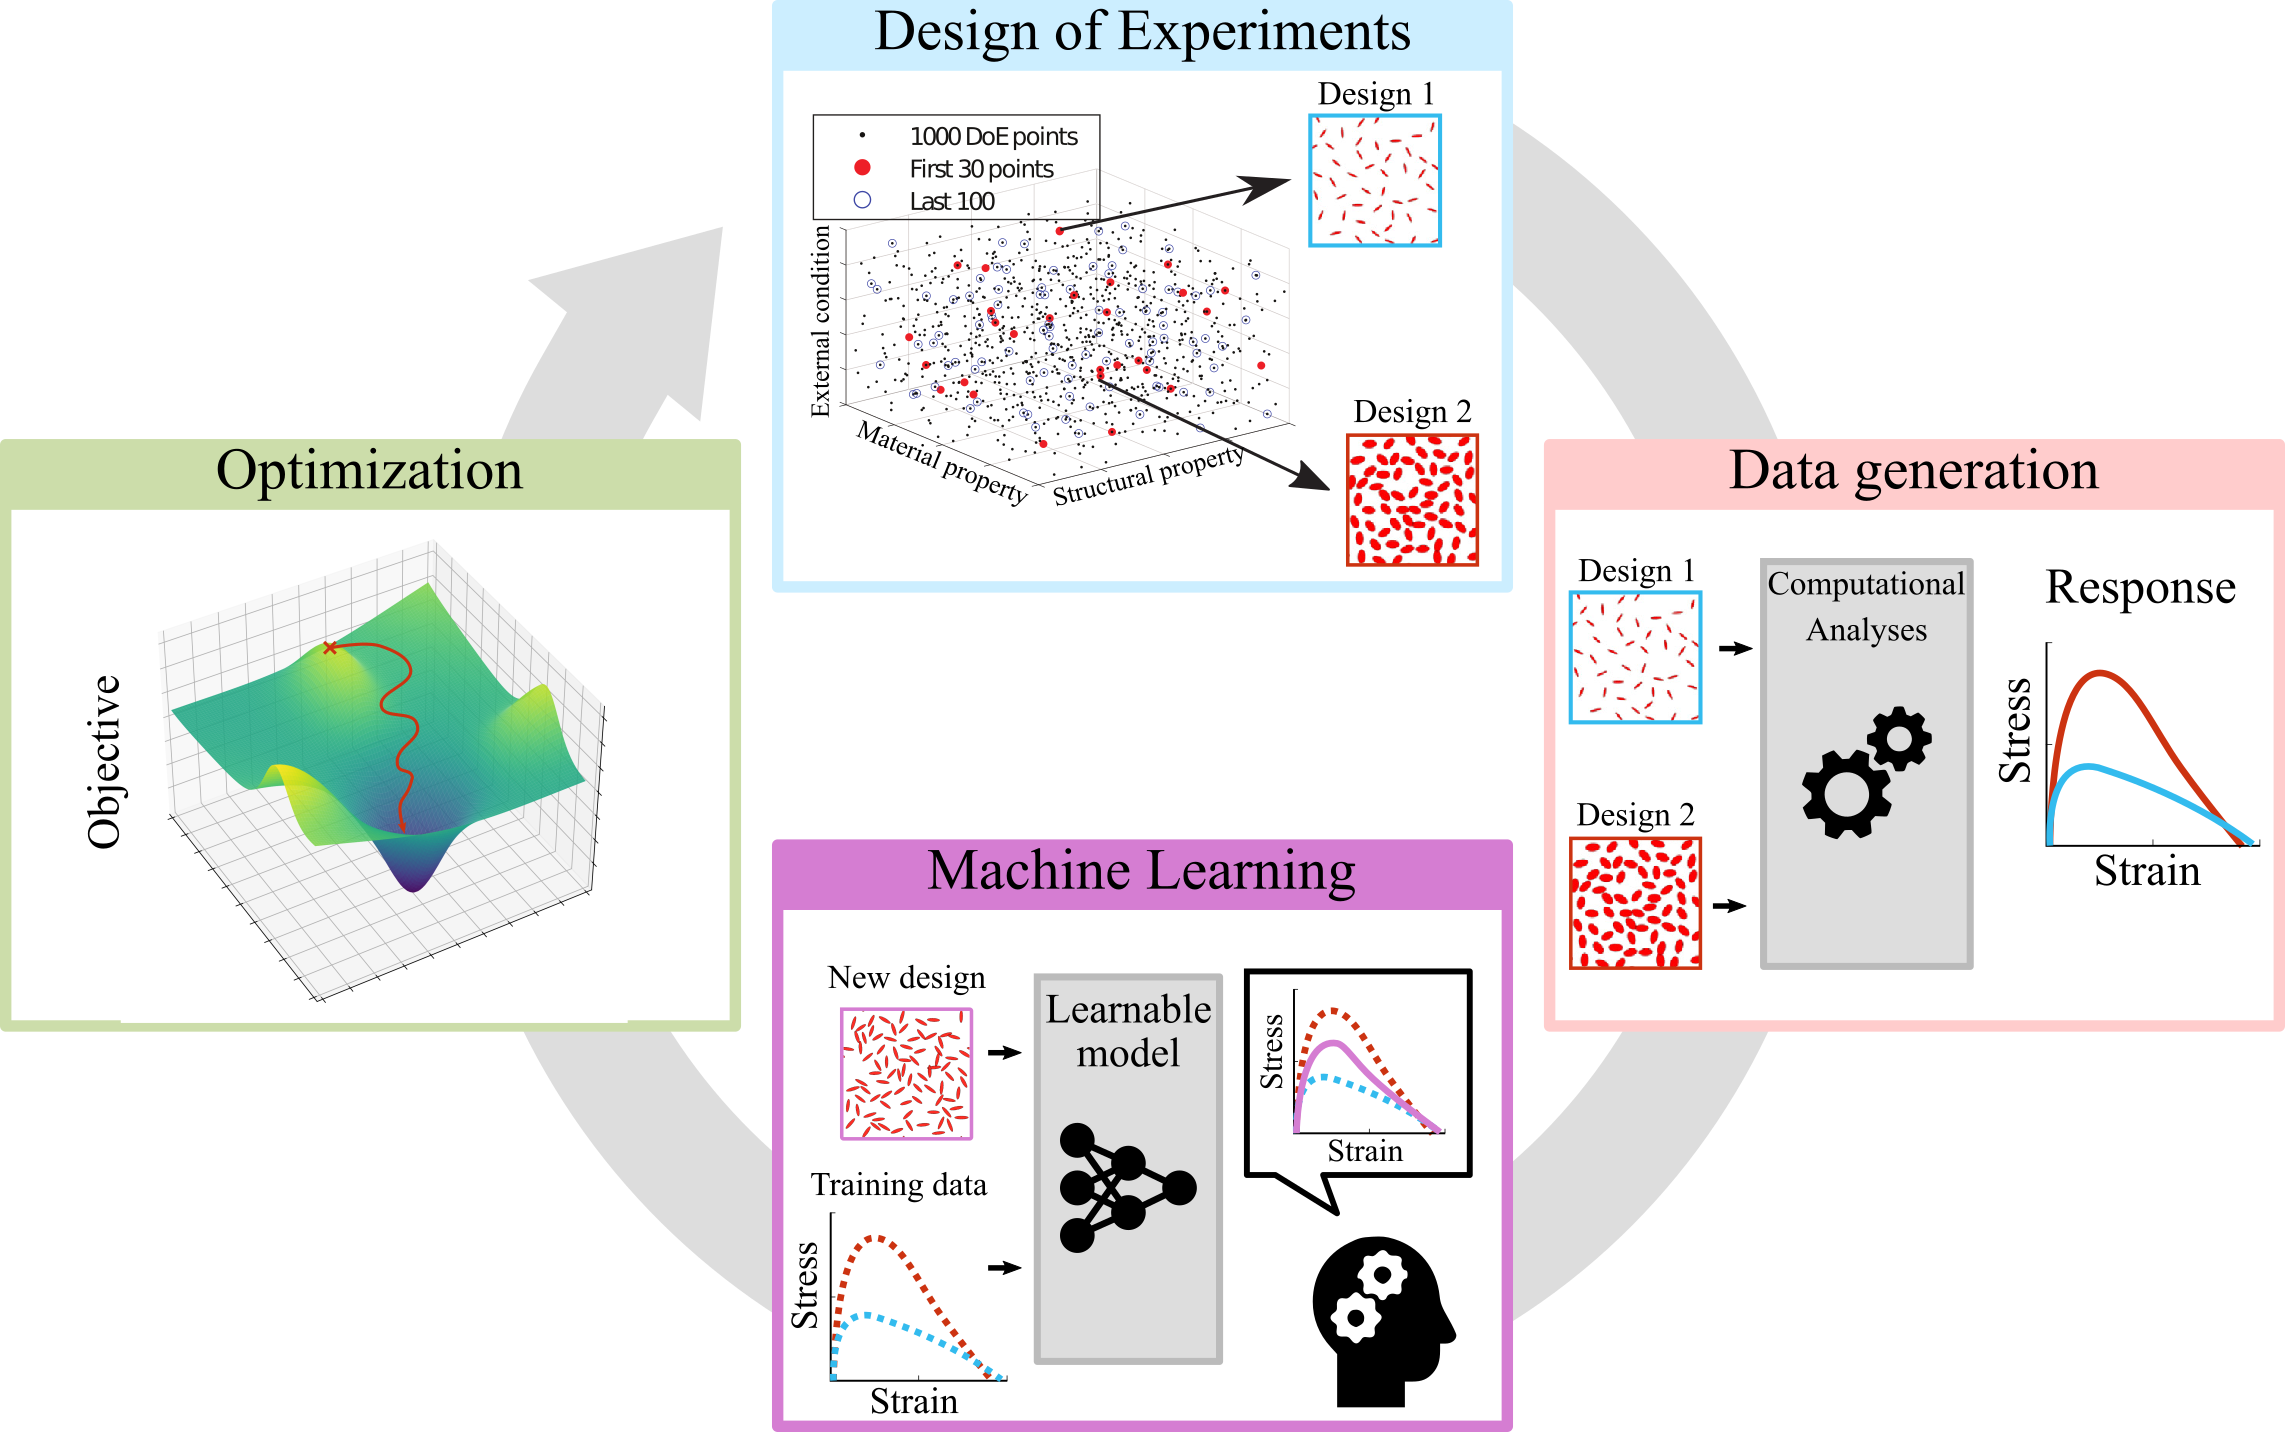 Design of Experiments
1000 DoE points
First 30 points
Last 100
External condition
Material property
Structural property
Design 1
Design 2
Optimization
Objective
Data generation
Design 1
Design 2
Computational
Analyses
Response
Stress
Strain
Machine Learning
New design
Training data
Stress
Strain
Learnable
model
Stress
Strain